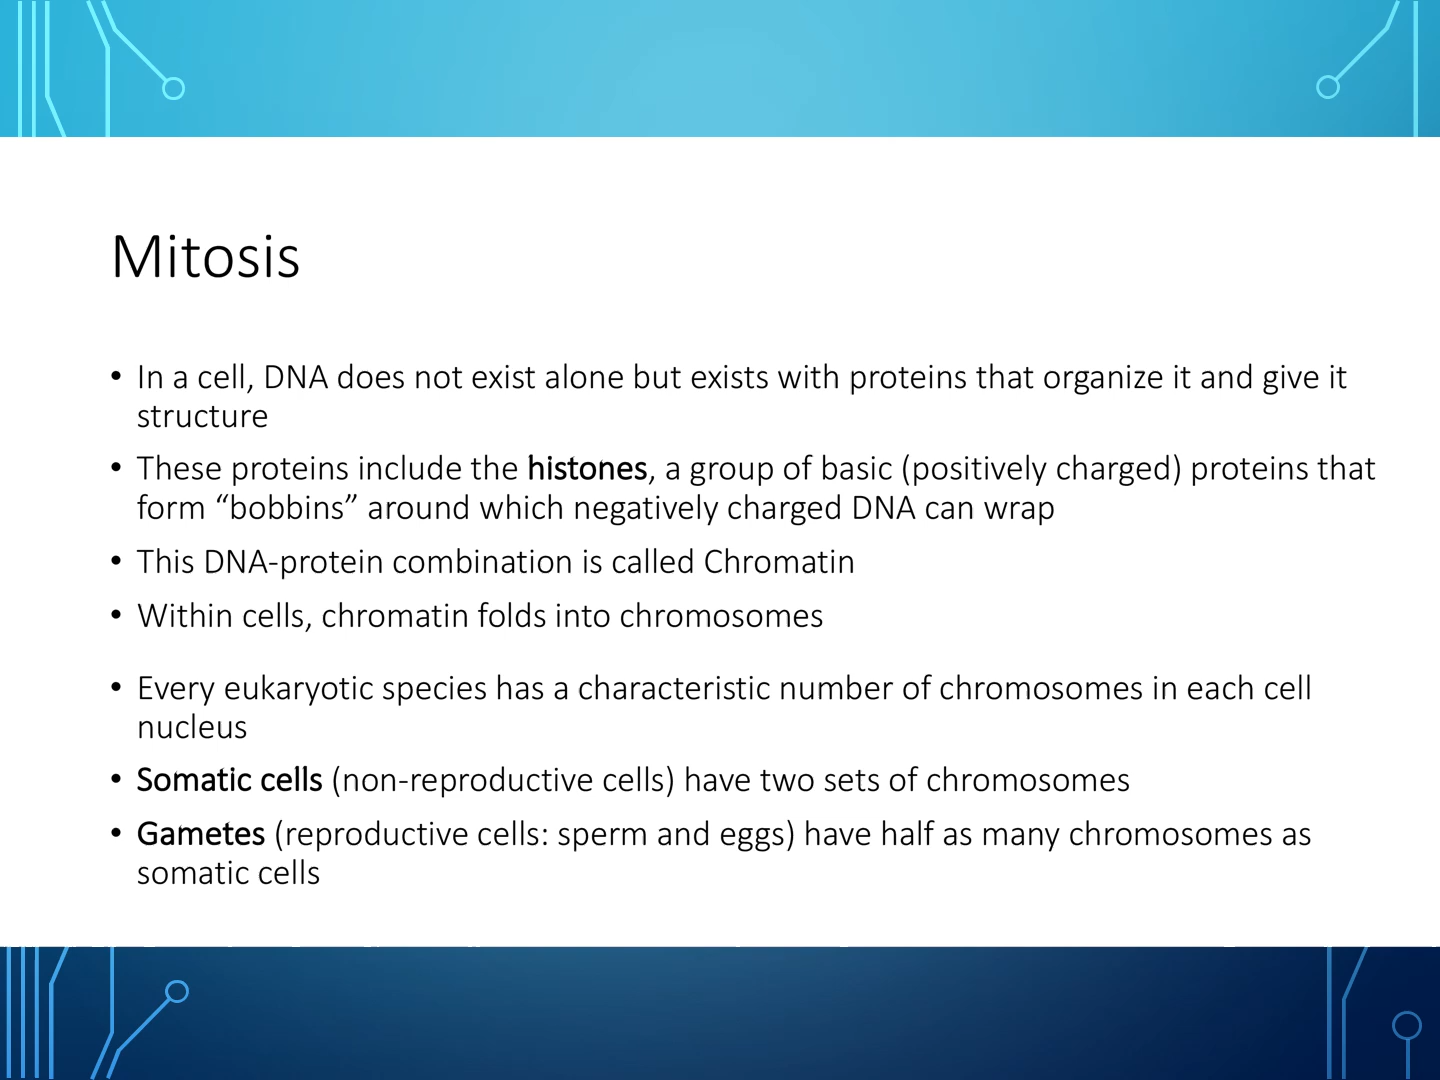 Mitosis
• In a cell, DNA does not exist alone but exists with proteins that organize it and give it
structure
• These proteins include the histones, a group of basic (positively charged) proteins that
form “bobbins” around which negatively charged DNA can wrap
• This DNA-protein combination is called Chromatin
• Within cells, chromatin folds into chromosomes
• Every eukaryotic species has a characteristic number of chromosomes in each cell
nucleus
• Somatic cells (non-reproductive cells) have two sets of chromosomes
• Gametes (reproductive cells: sperm and eggs) have half as many chromosomes as
somatic cells